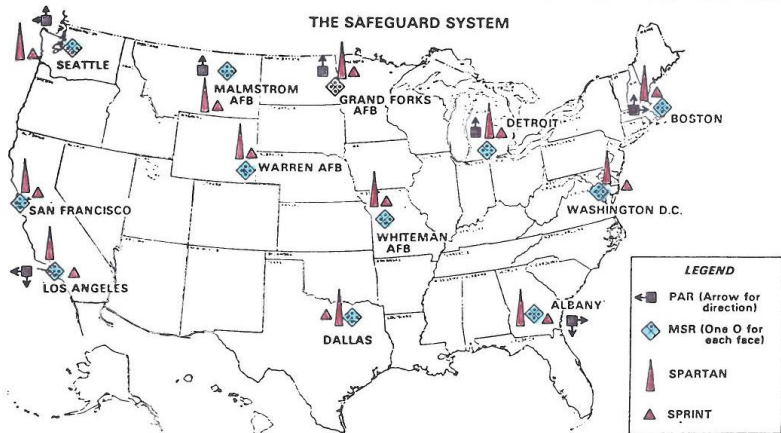 THE SAFEGUARD SYSTEM
SEATTLE
MALMSTROM
AFB
GRAND FORKS
AFB
DETROIT
BOSTON
WARREN AFB
SAN FRANCISCO
WHITEMAN
AFB
WASHINGTON D.C.
LOS ANGELES
DALLAS
ALBANY
LEGEND
PAR (Arrow for
direction)
MSR (One O for
each face)
SPARTAN
SPRINT